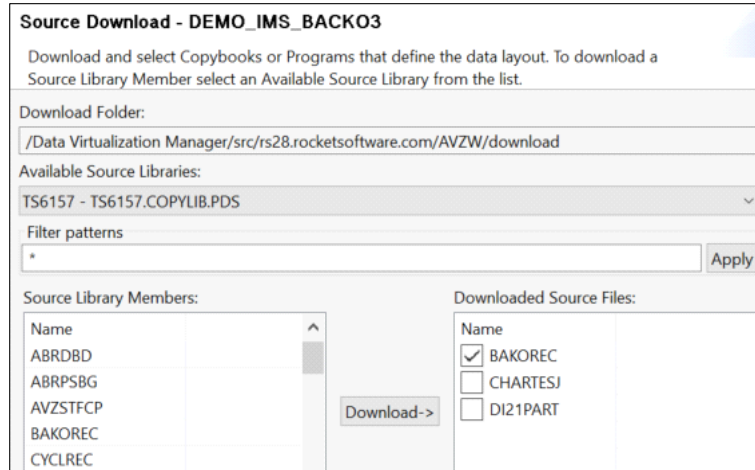 Source Download - DEMO_IMS_BACKO3
Download and select Copybooks or Programs that define the data layout. To download a
Source Library Member select an Available Source Library from the list.
Download Folder:
/Data Virtualization Manager/src/rs28.rocketsoftware.com/AVZW/download
Available Source Libraries:
TS6157 - TS6157.COPYLIB.PDS
Filter patterns
*
Apply
Source Library Members:
Name
ABRDBD
ABRPSBG
AVZSTFCP
BAKOREC
CYCLREC
Download->
Downloaded Source Files:
Name
BAKOREC
CHARTESJ
DI21PART